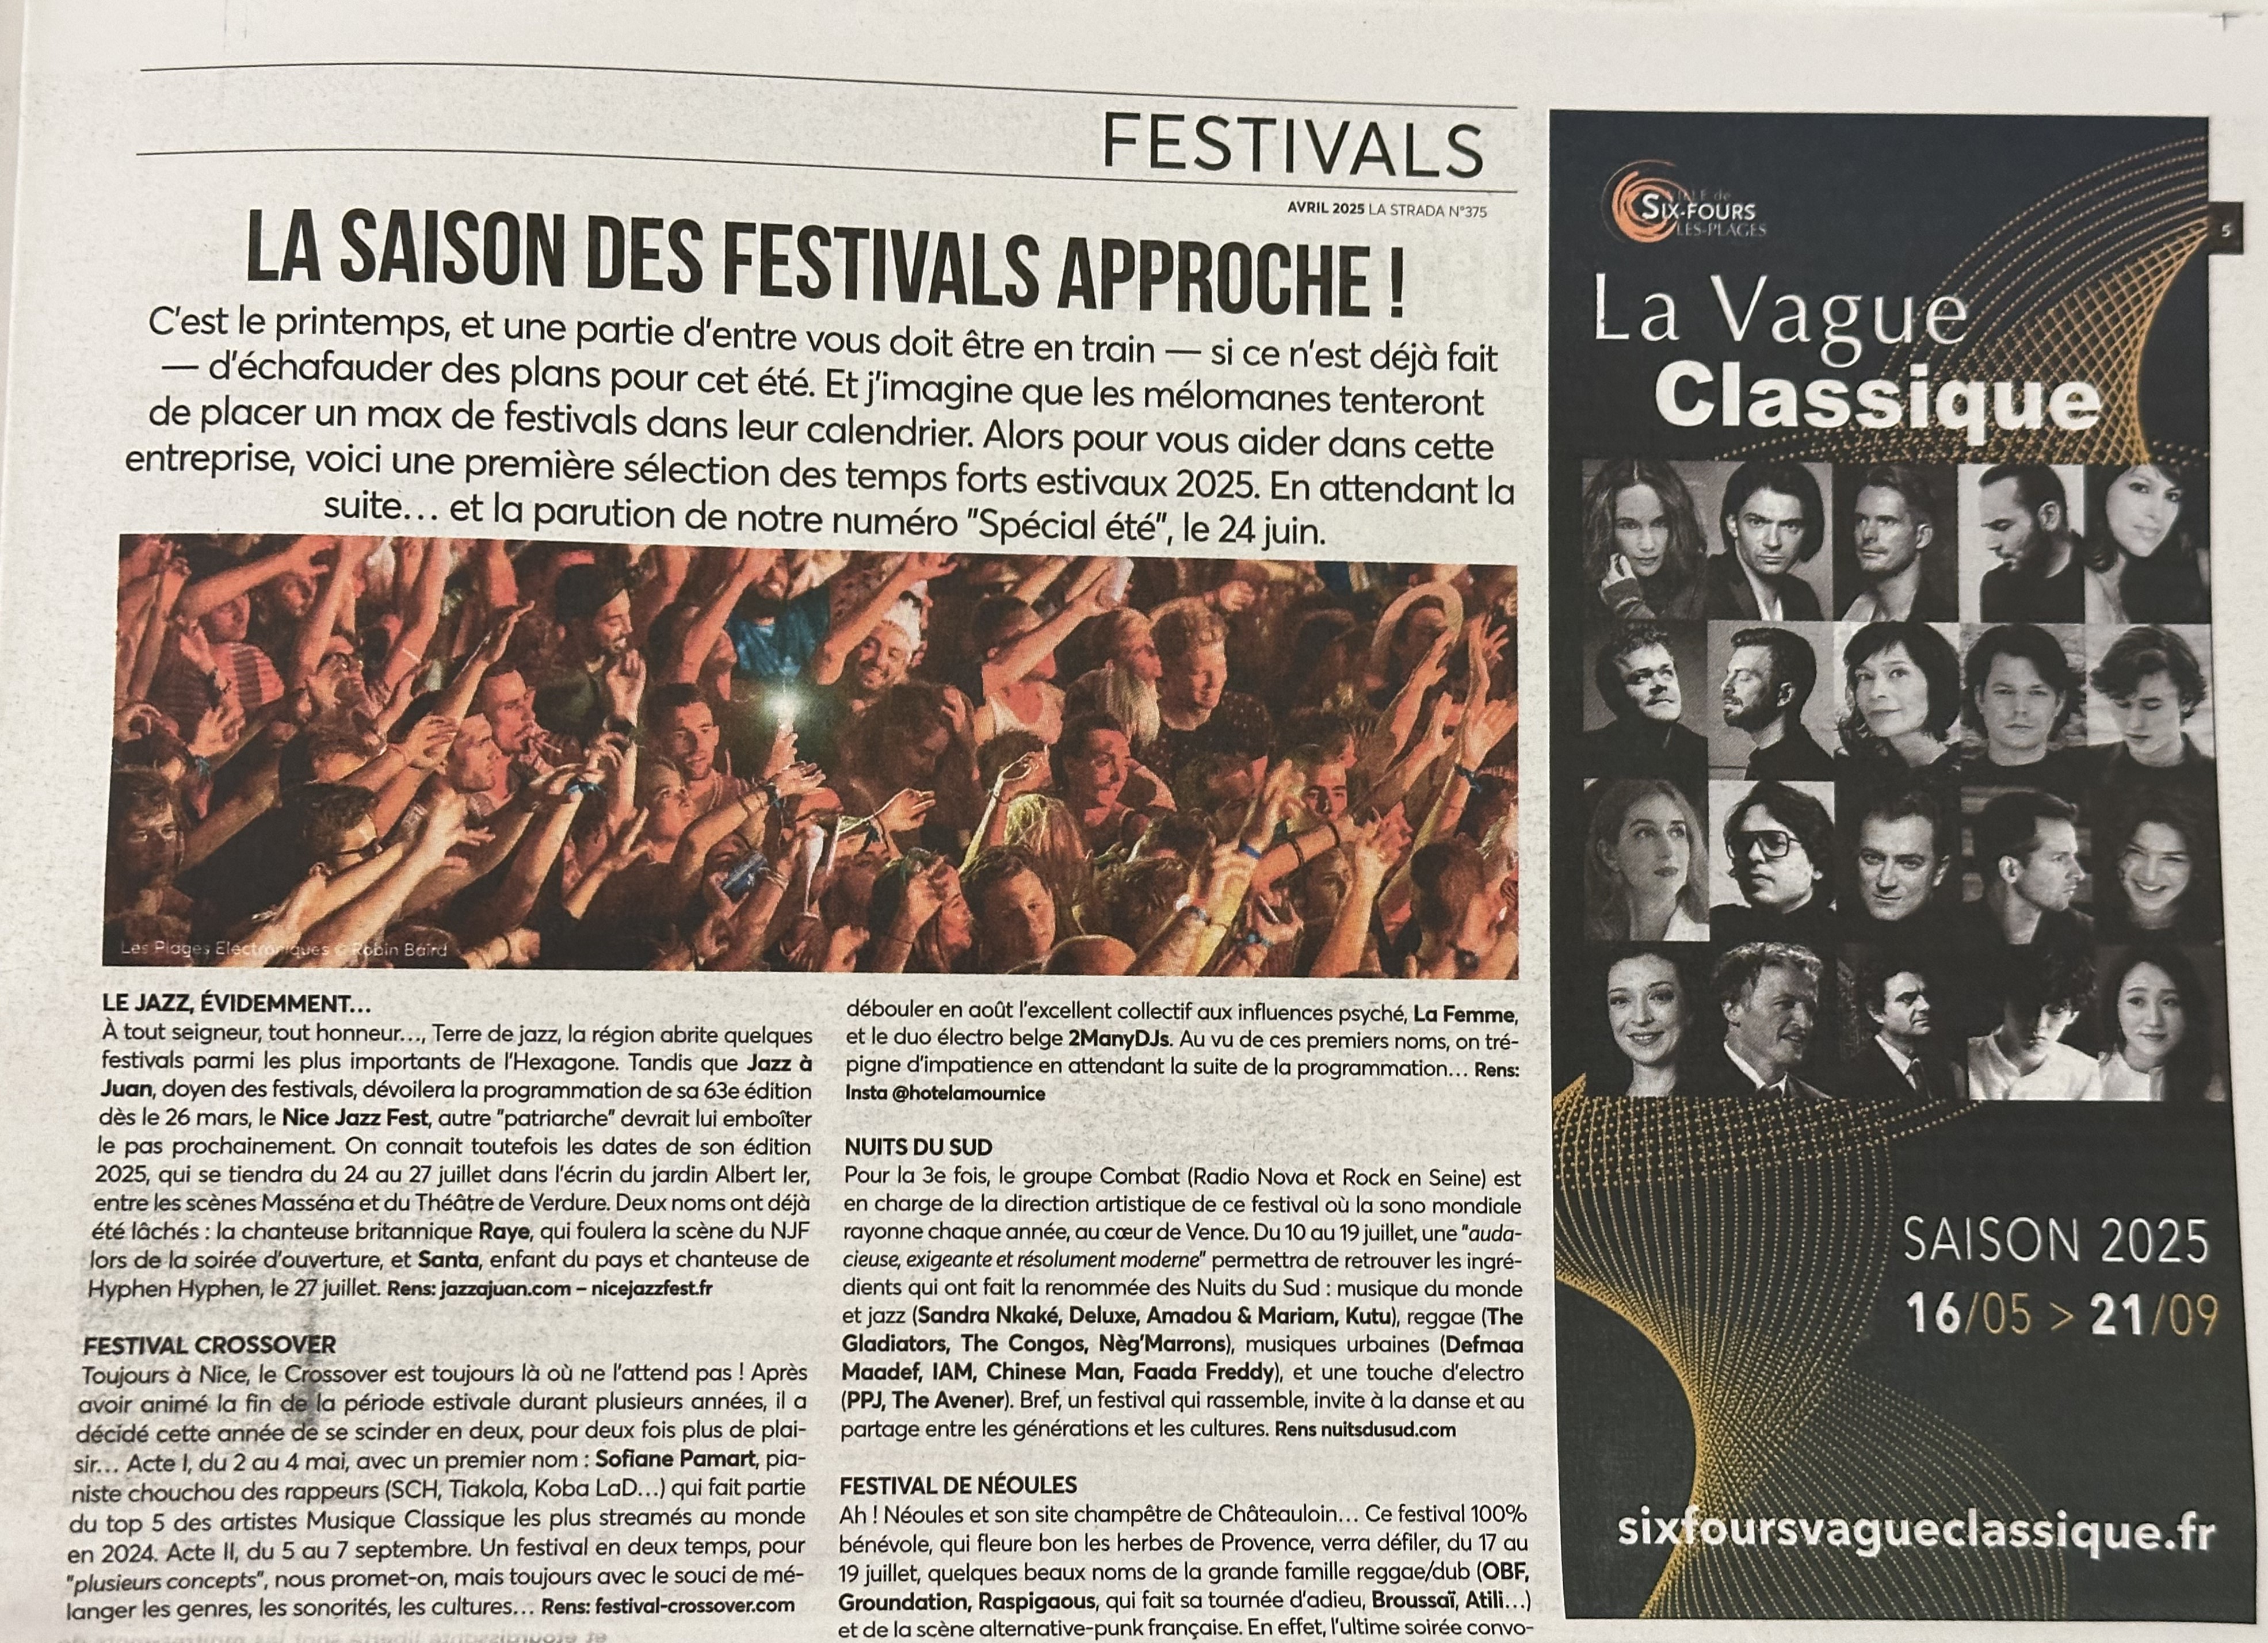 FESTIVALS
AVRIL 2025 LA STRADA N°375
LA SAISON DES FESTIVALS APPROCHE !
C'est le printemps, et une partie d'entre vous doit être en train — si ce n'est déjà fait
— d'échafauder des plans pour cet été. Et j'imagine que les mélomanes tenteront
de placer un max de festivals dans leur calendrier. Alors pour vous aider dans cette
entreprise, voici une première sélection des temps forts estivaux 2025. En attendant la
suite… et la parution de notre numéro "Spécial été", le 24 juin.
Les Plages Electroniques © Robin Baird
LE JAZZ, ÉVIDEMMENT…
À tout seigneur, tout honneur…, Terre de jazz, la région abrite quelques
festivals parmi les plus importants de l'Hexagone. Tandis que Jazz à
Juan, doyen des festivals, dévoilera la programmation de sa 63e édition
dès le 26 mars, le Nice Jazz Fest, autre "patriarche" devrait lui emboîter
le pas prochainement. On connait toutefois les dates de son édition
2025, qui se tiendra du 24 au 27 juillet dans l'écrin du jardin Albert Ier,
entre les scènes Masséna et du Théâtre de Verdure. Deux noms ont déjà
été lâchés : la chanteuse britannique Raye, qui foulera la scène du NJF
lors de la soirée d'ouverture, et Santa, enfant du pays et chanteuse de
Hyphen Hyphen, le 27 juillet. Rens: jazzajuan.com – nicejazzfest.fr
FESTIVAL CROSSOVER
Toujours à Nice, le Crossover est toujours là où ne l'attend pas ! Après
avoir animé la fin de la période estivale durant plusieurs années, il a
décidé cette année de se scinder en deux, pour deux fois plus de plai-
sir… Acte I, du 2 au 4 mai, avec un premier nom : Sofiane Pamart, pia-
niste chouchou des rappeurs (SCH, Tiakola, Koba LaD…) qui fait partie
du top 5 des artistes Musique Classique les plus streamés au monde
en 2024. Acte II, du 5 au 7 septembre. Un festival en deux temps, pour
"plusieurs concepts", nous promet-on, mais toujours avec le souci de mé-
langer les genres, les sonorités, les cultures… Rens: festival-crossover.com
débouler en août l'excellent collectif aux influences psyché, La Femme,
et le duo électro belge 2ManyDJs. Au vu de ces premiers noms, on tré-
pigne d'impatience en attendant la suite de la programmation… Rens:
Insta @hotelamournice
NUITS DU SUD
Pour la 3e fois, le groupe Combat (Radio Nova et Rock en Seine) est
en charge de la direction artistique de ce festival où la sono mondiale
rayonne chaque année, au cœur de Vence. Du 10 au 19 juillet, une "auda-
cieuse, exigeante et résolument moderne" permettra de retrouver les ingré-
dients qui ont fait la renommée des Nuits du Sud : musique du monde
et jazz (Sandra Nkaké, Deluxe, Amadou & Mariam, Kutu), reggae (The
Gladiators, The Congos, Nèg'Marrons), musiques urbaines (Defmaa
Maadef, IAM, Chinese Man, Faada Freddy), et une touche d'electro
(PPJ, The Avener). Bref, un festival qui rassemble, invite à la danse et au
partage entre les générations et les cultures. Rens nuitsdusud.com
FESTIVAL DE NÉOULES
Ah ! Néoules et son site champêtre de Châteauloin… Ce festival 100%
bénévole, qui fleure bon les herbes de Provence, verra défiler, du 17 au
19 juillet, quelques beaux noms de la grande famille reggae/dub (OBF,
Groundation, Raspigaous, qui fait sa tournée d'adieu, Broussaï, Atili…)
et de la scène alternative-punk française. En effet, l'ultime soirée convo-
VILLE de
SIX-FOURS
LES-PLAGES
5
La Vague
Classique
SAISON 2025
16/05 > 21/09
sixfoursvagueclassique.fr